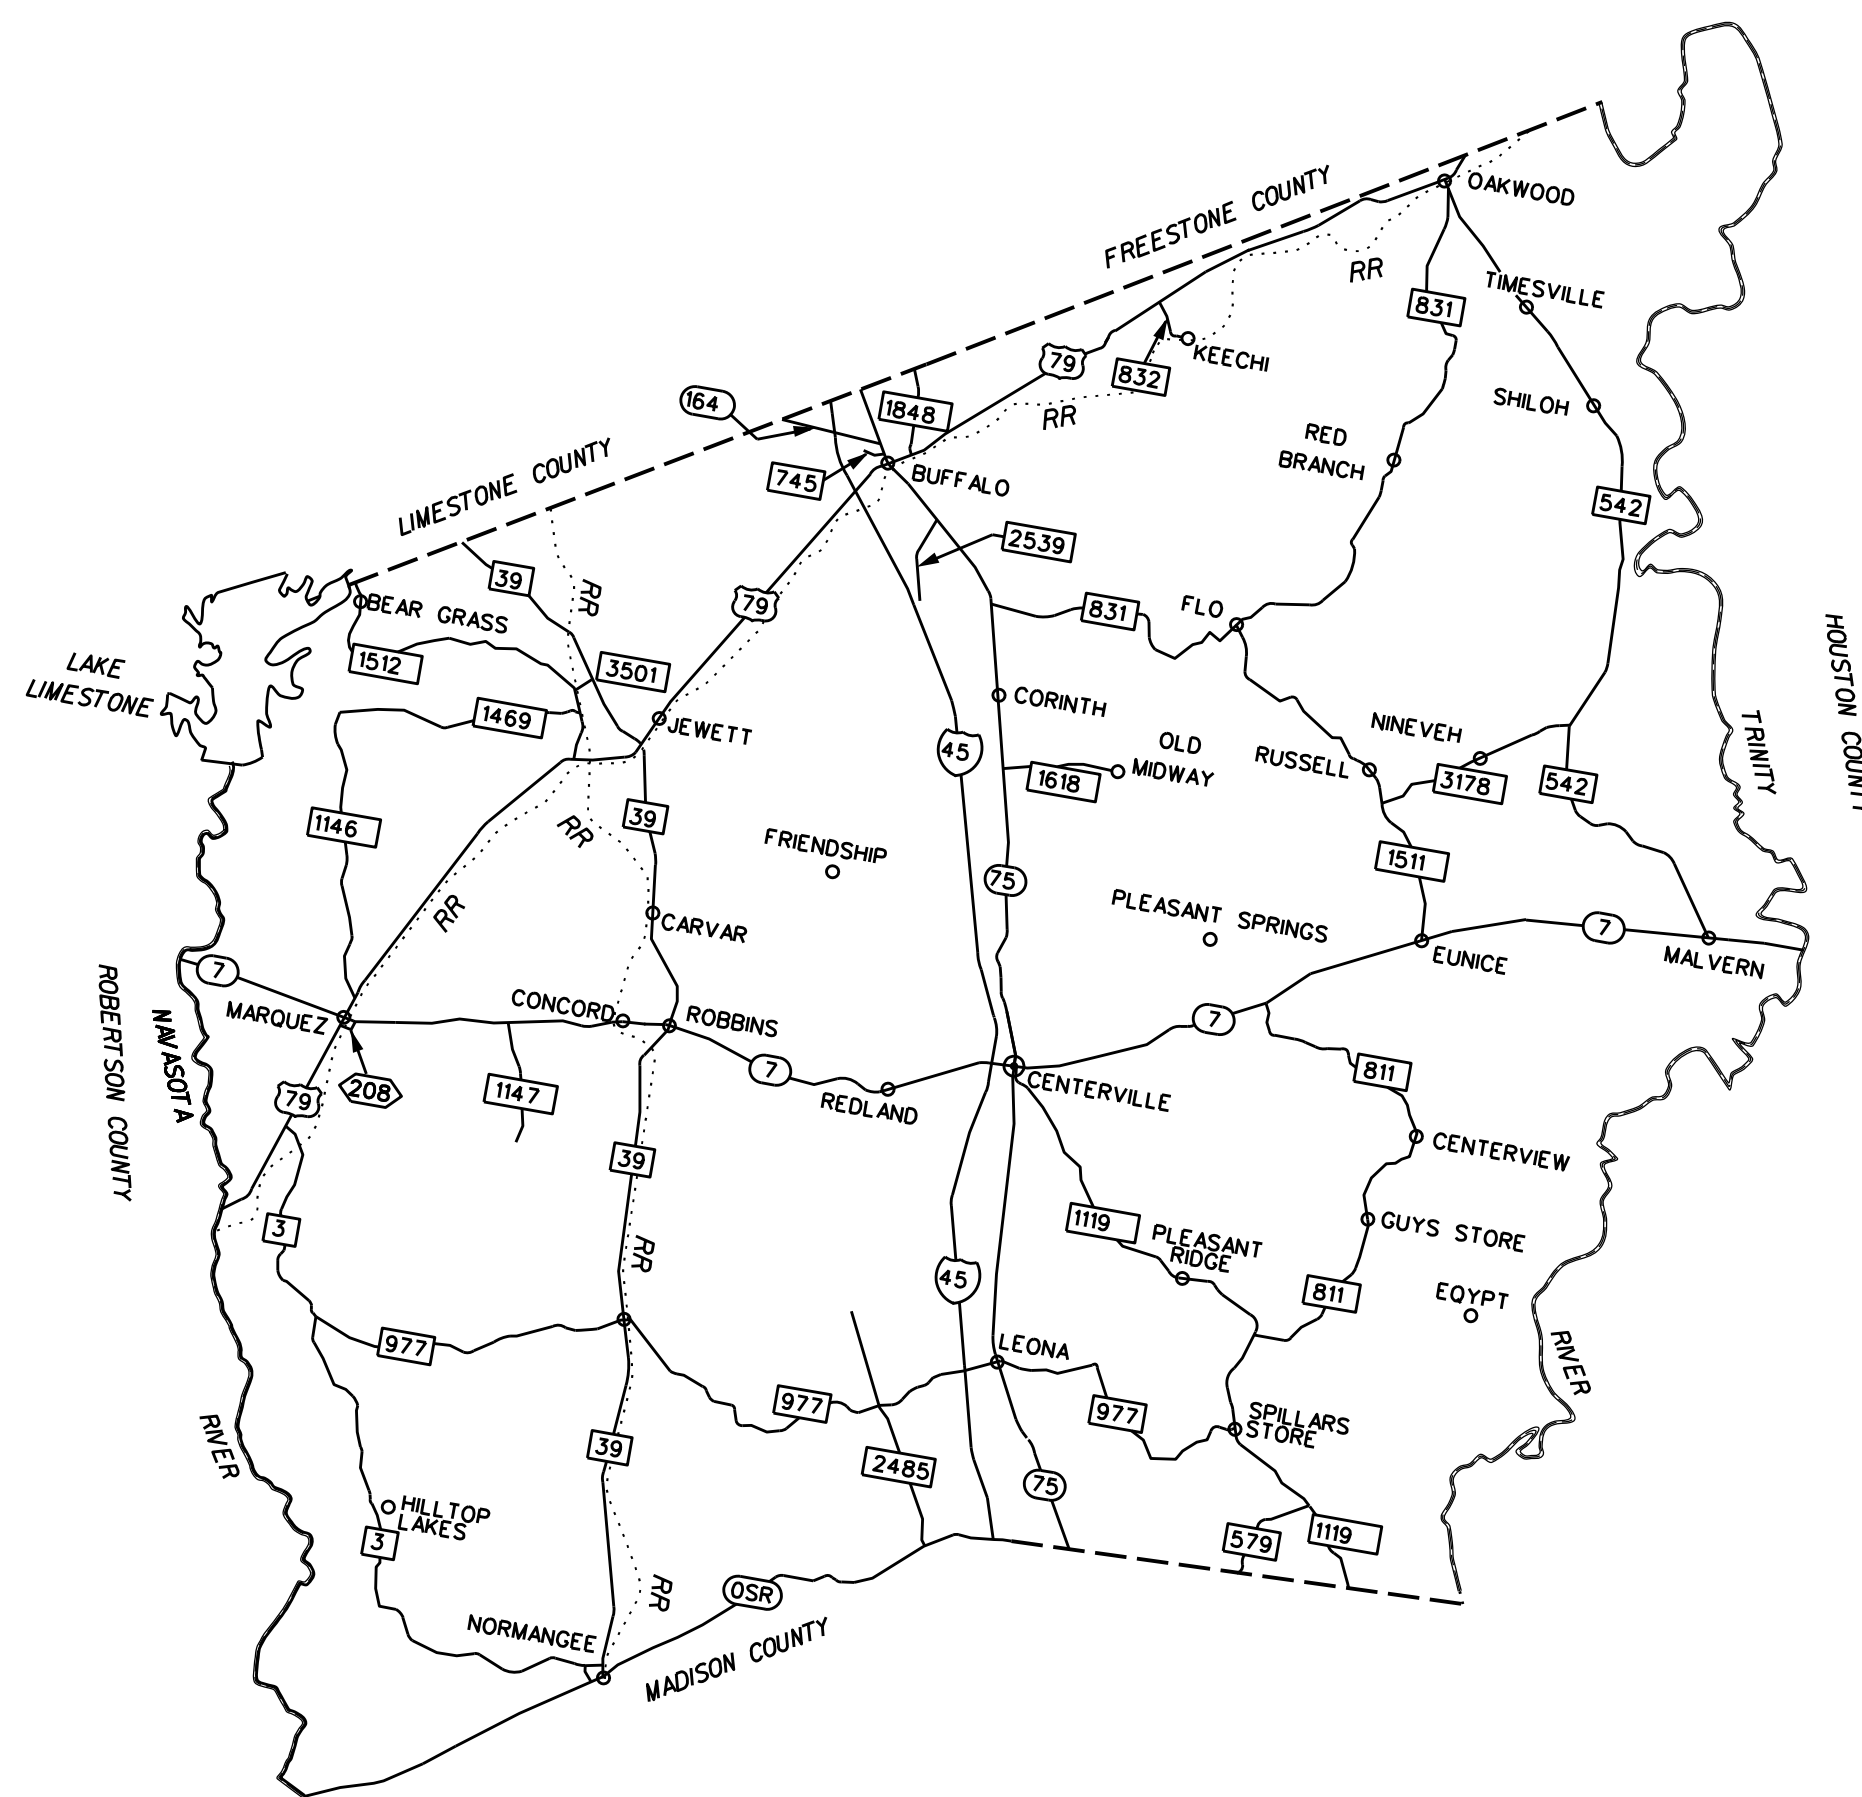 OAKWOOD
FREESTONE COUNTY
RR
TIMESVILLE
831
KEECHI
79
832
SHILOH
164
1848
RR
RED
BRANCH
745
BUFFALO
LIMESTONE COUNTY
542
2539
39
RR
79
BEAR GRASS
831
FLO
HOUSTON COUNT
1512
3501
LAKE
LIMESTONE
1469
JEWETT
CORINTH
NINEVEH
TRINITY
45
OLD
MIDWAY
RUSSELL
1618
3178
542
1146
RR
39
FRIENDSHIP
1511
75
RR
CARVAR
PLEASANT SPRINGS
7
EUNICE
MALVERN
7
ROBERTSON COUNTY
NAVASOTA
MARQUEZ
CONCORD
ROBBINS
7
7
208
79
1147
REDLAND
CENTERVILLE
811
39
CENTERVIEW
3
RR
1119
PLEASANT
RIDGE
GUYS STORE
45
811
EQYPT
977
LEONA
RIVER
977
977
SPILLARS
STORE
RIVER
39
2485
75
HILLTOP
LAKES
3
579
1119
RR
OSR
NORMANGEE
MADISON COUNTY